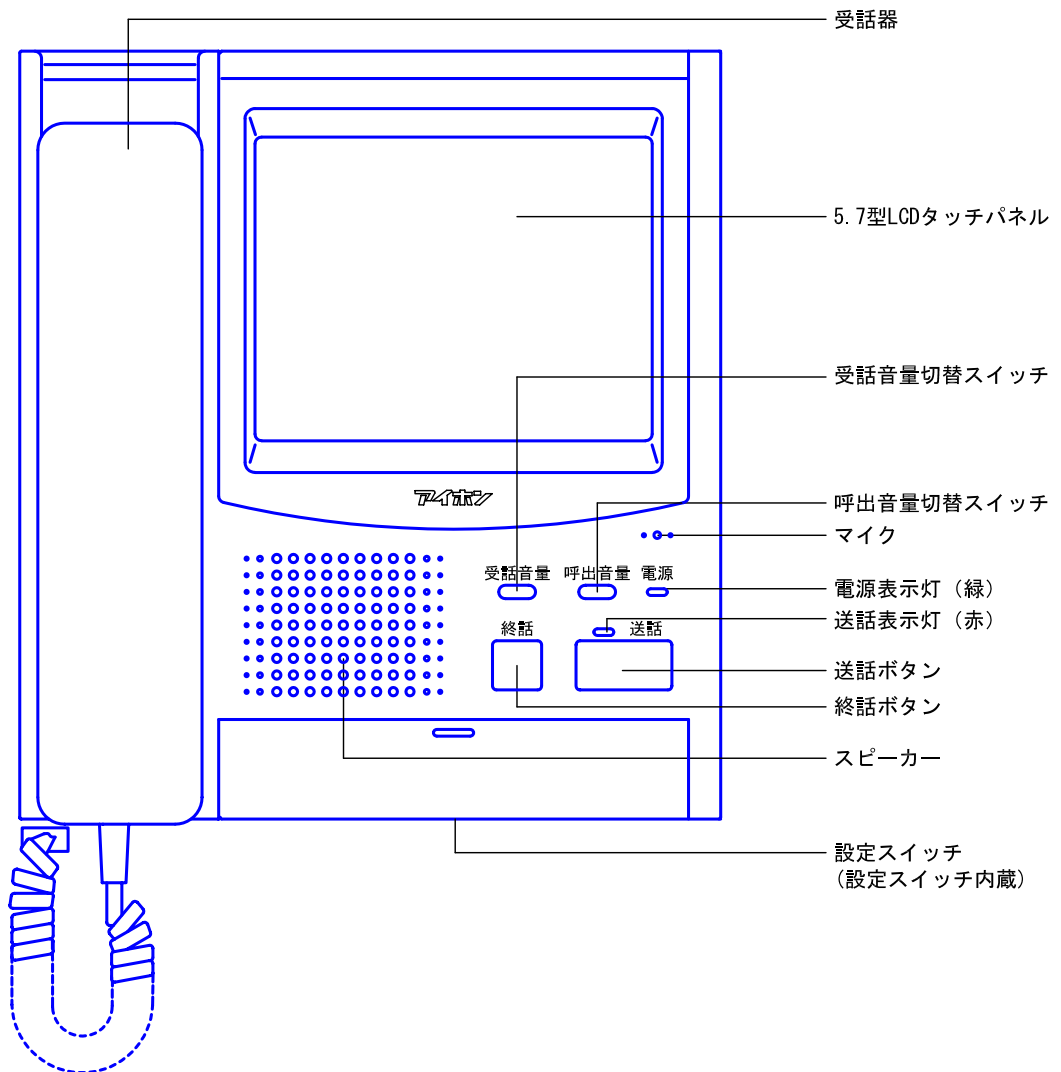 受話器
5.7型LCDタッチパネル
受話音量切替スイッチ
アイホン
呼出音量切替スイッチ
マイク
受話音量 呼出音量 電源
電源表示灯（緑）
終話 送話
送話表示灯（赤）
送話ボタン
終話ボタン
スピーカー
設定スイッチ
（設定スイッチ内蔵）